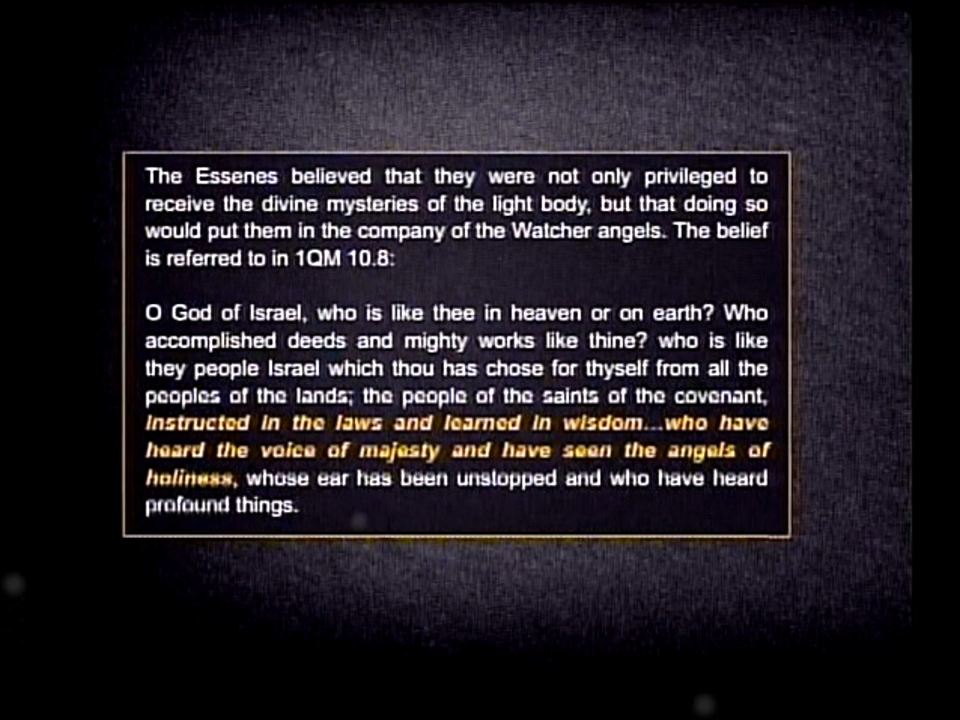 The Essenes believed that they were not only privileged to
receive the divine mysteries of the light body, but that doing so
would put them in the company of the Watcher angels. The belief
is referred to in 1QM 10.8:
O God of Israel, who is like thee in heaven or on earth? Who
accomplished deeds and mighty works like thine? who is like
they people Israel which thou has chose for thyself from all the
peoples of the lands; the people of the saints of the covenant,
instructed in the laws and learned in wisdom...who have
heard the voice of majesty and have seen the angels of
holiness, whose ear has been unstopped and who have heard
profound things.